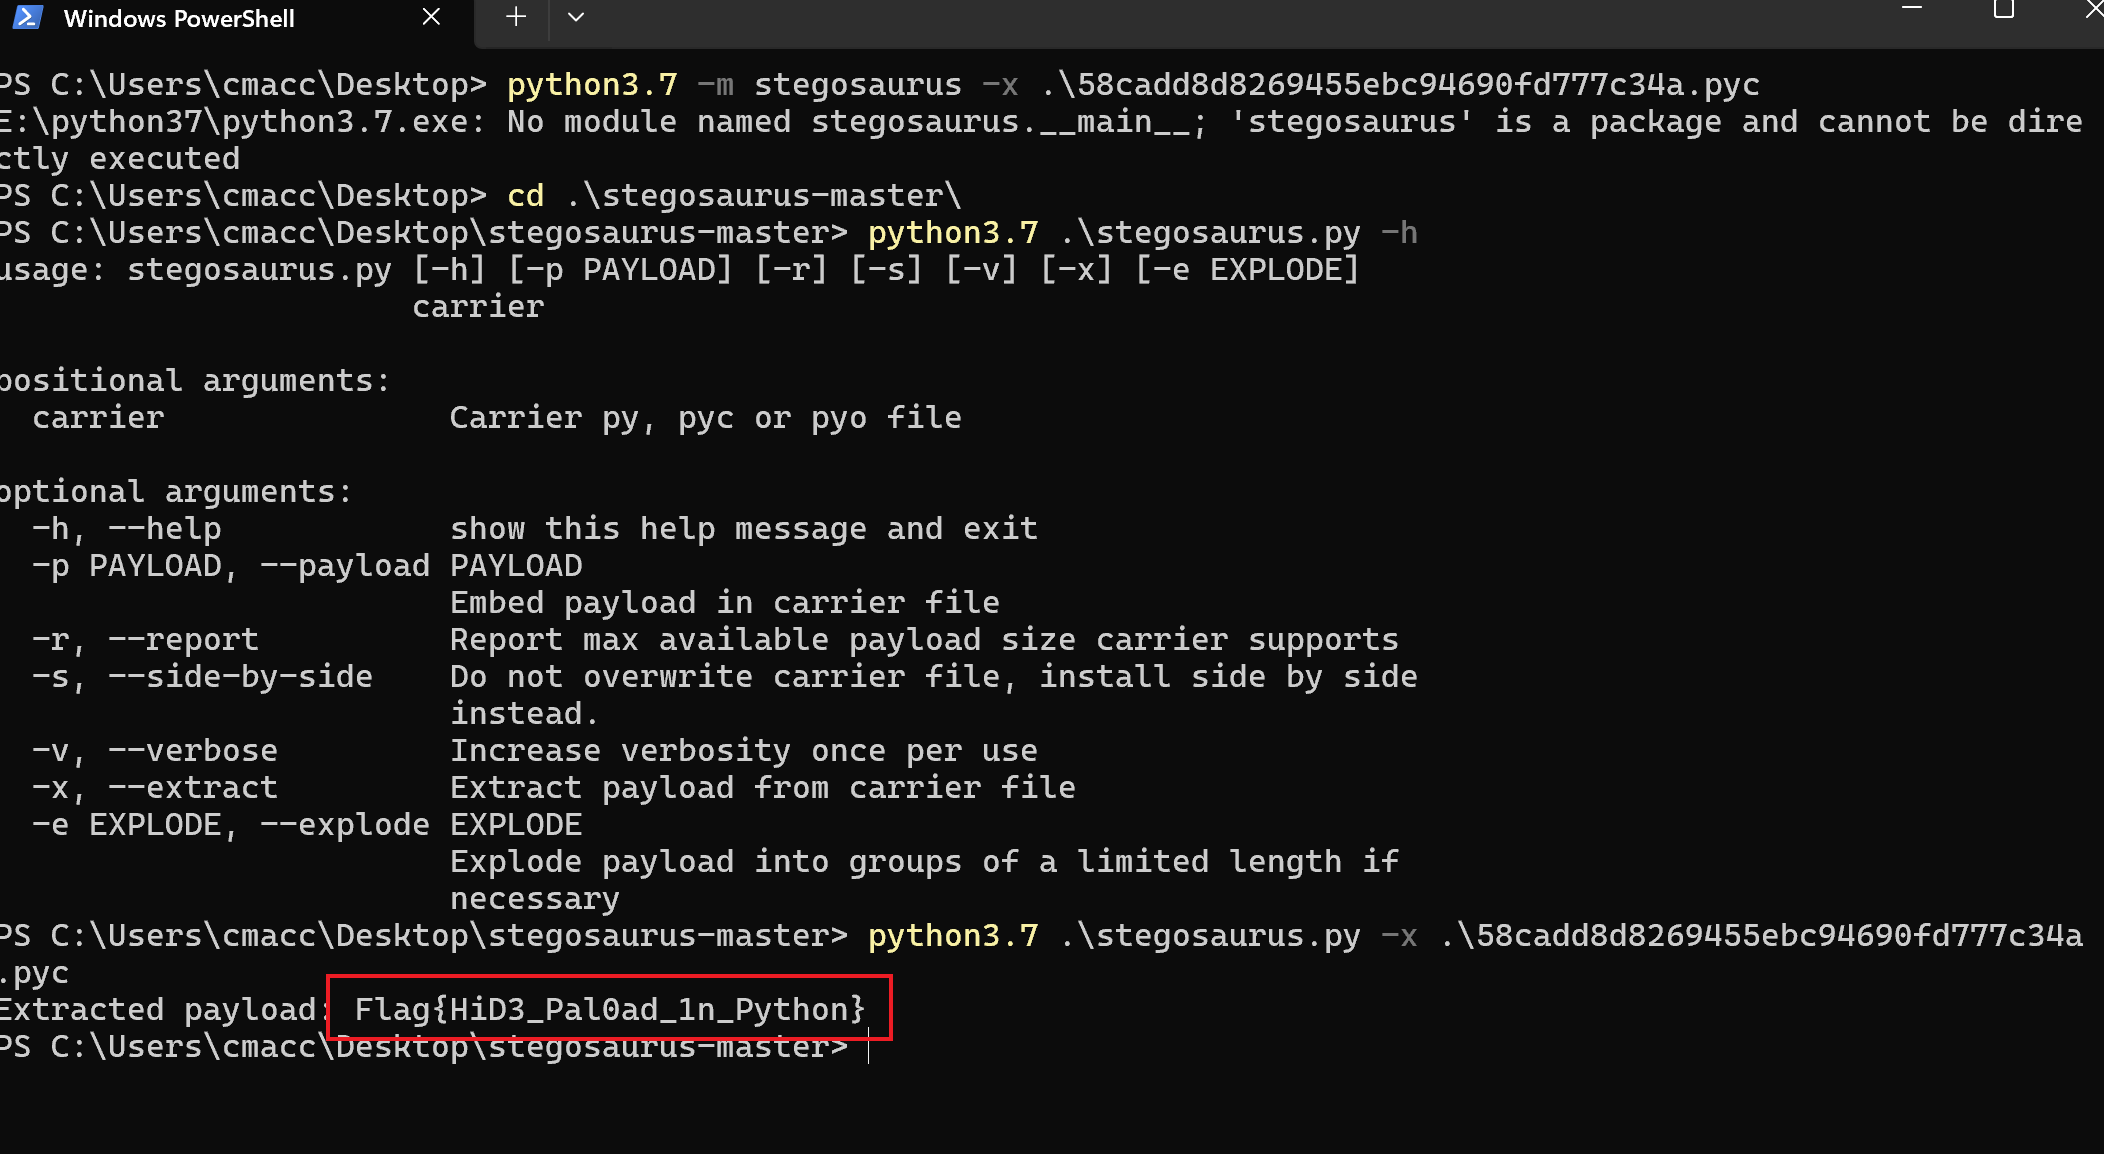 Windows PowerShell
PS C:\Users\cmacc\Desktop> python3.7 -m stegosaurus -x .\58cadd8d8269455ebc94690fd777c34a.pyc
E:\python37\python3.7.exe: No module named stegosaurus.__main__; 'stegosaurus' is a package and cannot be dire
ctly executed
PS C:\Users\cmacc\Desktop> cd .\stegosaurus-master\
PS C:\Users\cmacc\Desktop\stegosaurus-master> python3.7 .\stegosaurus.py -h
usage: stegosaurus.py [-h] [-p PAYLOAD] [-r] [-s] [-v] [-x] [-e EXPLODE]
carrier
positional arguments:
carrier Carrier py, pyc or pyo file
optional arguments:
-h, --help show this help message and exit
-p PAYLOAD, --payload PAYLOAD
Embed payload in carrier file
-r, --report Report max available payload size carrier supports
-s, --side-by-side Do not overwrite carrier file, install side by side
instead.
-v, --verbose Increase verbosity once per use
-x, --extract Extract payload from carrier file
-e EXPLODE, --explode EXPLODE
Explode payload into groups of a limited length if
necessary
PS C:\Users\cmacc\Desktop\stegosaurus-master> python3.7 .\stegosaurus.py -x .\58cadd8d8269455ebc94690fd777c34a
.pyc
Extracted payload: Flag{HiD3_Pal0ad_1n_Python}
PS C:\Users\cmacc\Desktop\stegosaurus-master>